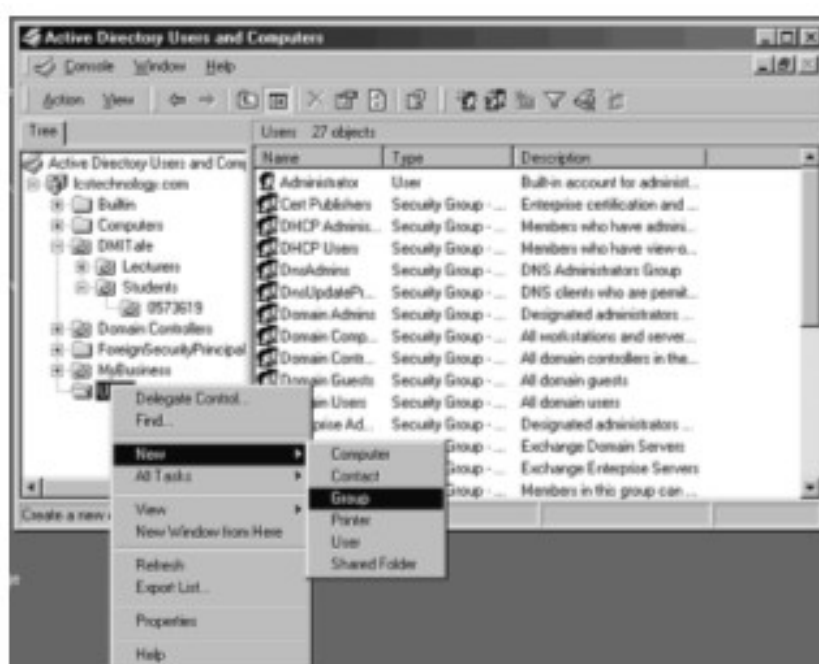 Active Directory Users and Computers
Console Window Help
Action View
Tree
Users 27 objects
Active Directory Users and Comp
lcstechnology.com
Builtin
Computers
DMITafe
Lecturers
Students
0573619
Domain Controllers
ForeignSecurityPrincipal
MyBusiness
U
Name Type Description
Administrator User Built-in account for administ...
Cert Publishers Security Group - ... Enterprise certification and ...
DHCP Adminis... Security Group - ... Members who have admini...
DHCP Users Security Group - ... Members who have view-o...
DnsAdmins Security Group - ... DNS Administrators Group
DnsUpdatePr... Security Group - ... DNS clients who are permit...
Domain Admins Security Group - ... Designated administrators ...
Domain Comp... Security Group - ... All workstations and server...
Domain Contr... Security Group - ... All domain controllers in the...
Domain Guests Security Group - ... All domain guests
ain Users Security Group - ... All domain users
prise Ad... Security Group - ... Designated administrators ...
Group - ... Exchange Domain Servers
Group - ... Exchange Enterprise Servers
Group - ... Members in this group can ...
Delegate Control...
Find...
New
All Tasks
View
New Window from Here
Refresh
Export List...
Properties
Help
Computer
Contact
Group
Printer
User
Shared Folder
Create a new